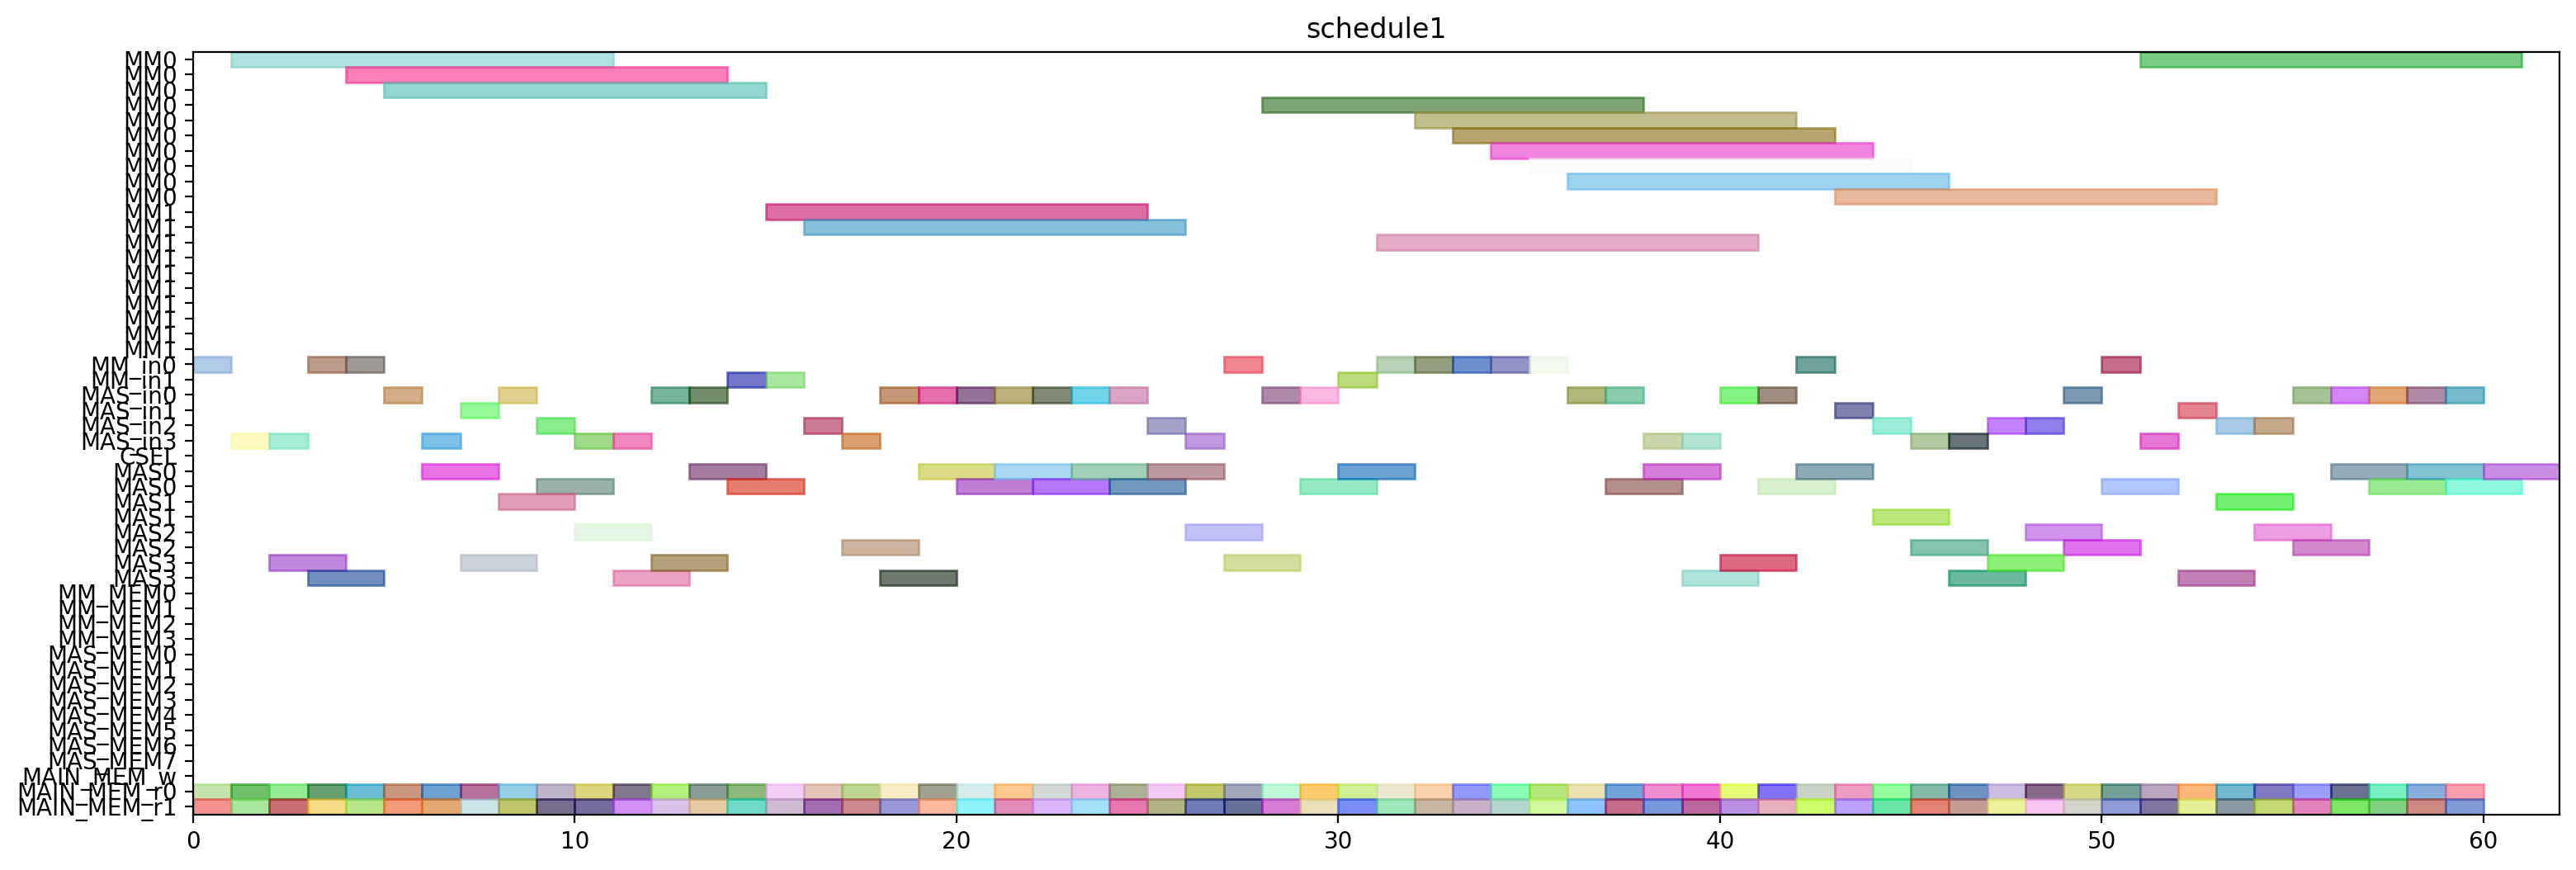 schedule1
MM0
MM0
MM0
MM0
MM0
MM0
MM0
MM0
MM0
MM0
MM1
MM1
MM1
MM1
MM1
MM1
MM1
MM1
MM1
MM1
MM_in0
MM_in1
MAS_in0
MAS_in1
MAS_in2
MAS_in3
CSEL
MAS0
MAS0
MAS1
MAS1
MAS2
MAS2
MAS3
MAS3
MM_MEM0
MM_MEM1
MM_MEM2
MM_MEM3
MAS_MEM0
MAS_MEM1
MAS_MEM2
MAS_MEM3
MAS_MEM4
MAS_MEM5
MAS_MEM6
MAS_MEM7
MAIN_MEM_w
MAIN_MEM_r0
MAIN_MEM_r1
0 10 20 30 40 50 60